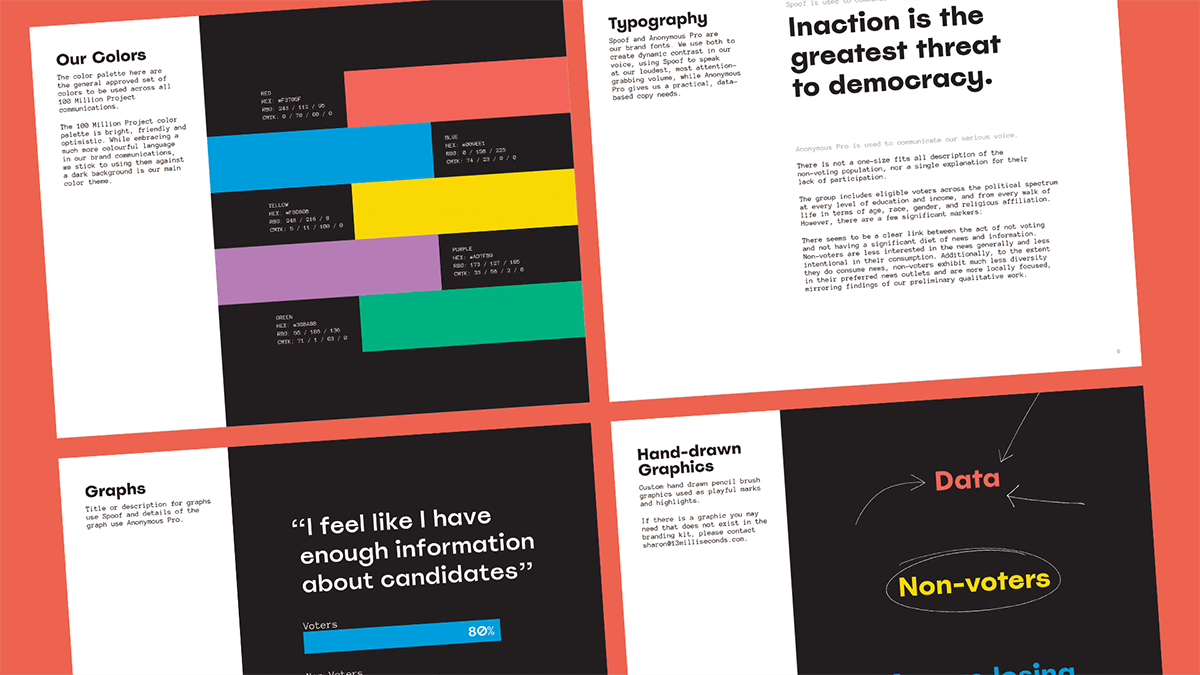 Our Colors
The color palette here are
the general approved set of
colors to be used across all
100 Million Project
communications.
The 100 Million Project color
palette is bright, friendly and
optimistic. While embracing a
much more colourful language
in our brand communications,
we stick to using them against
a dark background is our main
color theme.
RED
HEX: #F3705F
RBG: 243 / 112 / 95
CMYK: 0 / 70 / 60 / 0
BLUE
HEX: #009EE1
RBG: 0 / 158 / 225
CMYK: 74 / 23 / 0 / 0
YELLOW
HEX: #F8D808
RBG: 248 / 216 / 8
CMYK: 5 / 11 / 100 / 0
PURPLE
HEX: #AD7FB9
RBG: 173 / 127 / 185
CMYK: 33 / 56 / 2 / 0
GREEN
RBG:
CMYK: 71 / 1 / 63 / 0
Typography
Spoof and Anonymous Pro are
our brand fonts. We use both to
create dynamic contrast in our
voice, using Spoof to speak
at our loudest, most attention-
grabbing volume, while Anonymous
Pro gives us a practical, data-
based copy needs.
Spoof is used to
Inaction is the
greatest threat
to democracy.
Anonymous Pro is used to communicate our serious voice.
There is not a one-size fits all description of the
non-voting population, nor a single explanation for their
lack of participation.
The group includes eligible voters across the political spectrum
at every level of education and income, and from every walk of
life in terms of age, race, gender, and religious affiliation.
However, there are a few significant markers:
There seems to be a clear link between the act of not voting
and not having a significant diet of news and information.
Non-voters are less interested in the news generally and less
intentional in their consumption. Additionally, to the extent
they do consume news, non-voters exhibit much less diversity
in their preferred news outlets and are more locally focused,
mirroring findings of our preliminary qualitative work.
6
Graphs
Title or description for graphs
use Spoof and details of the
graph use Anonymous Pro.
“I feel like I have
enough information
about candidates”
Voters
80%
Non Voters
Hand-drawn
Graphics
Custom hand drawn pencil brush
graphics used as playful marks
and highlights.
If there is a graphic you may
need that does not exist in the
branding kit, please contact
sharon@13milliseconds.com.
Data
Non-voters
losing